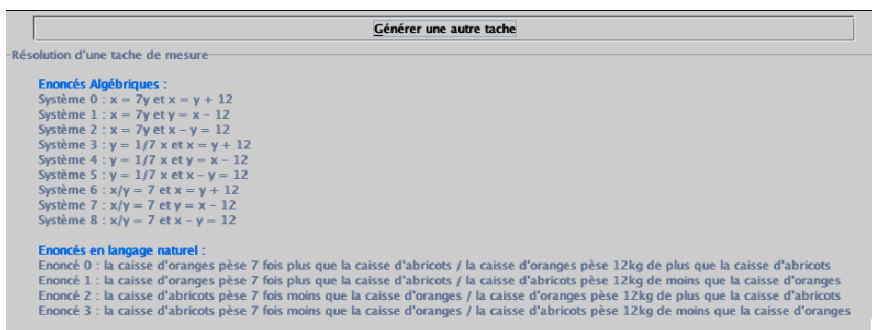 Générer une autre tache
Résolution d'une tache de mesure
Enoncés Algébriques :
Système 0 : x = 7y et x = y + 12
Système 1 : x = 7y et y = x - 12
Système 2 : x = 7y et x - y = 12
Système 3 : y = 1/7 x et x = y + 12
Système 4 : y = 1/7 x et y = x - 12
Système 5 : y = 1/7 x et x - y = 12
Système 6 : x/y = 7 et x = y + 12
Système 7 : x/y = 7 et y = x - 12
Système 8 : x/y = 7 et x - y = 12
Enoncés en langage naturel :
Enoncé 0 : la caisse d'oranges pèse 7 fois plus que la caisse d'abricots / la caisse d'oranges pèse 12kg de plus que la caisse d'abricots
Enoncé 1 : la caisse d'oranges pèse 7 fois plus que la caisse d'abricots / la caisse d'abricots pèse 12kg de moins que la caisse d'oranges
Enoncé 2 : la caisse d'abricots pèse 7 fois moins que la caisse d'oranges / la caisse d'oranges pèse 12kg de plus que la caisse d'abricots
Enoncé 3 : la caisse d'abricots pèse 7 fois moins que la caisse d'oranges / la caisse d'abricots pèse 12kg de moins que la caisse d'oranges